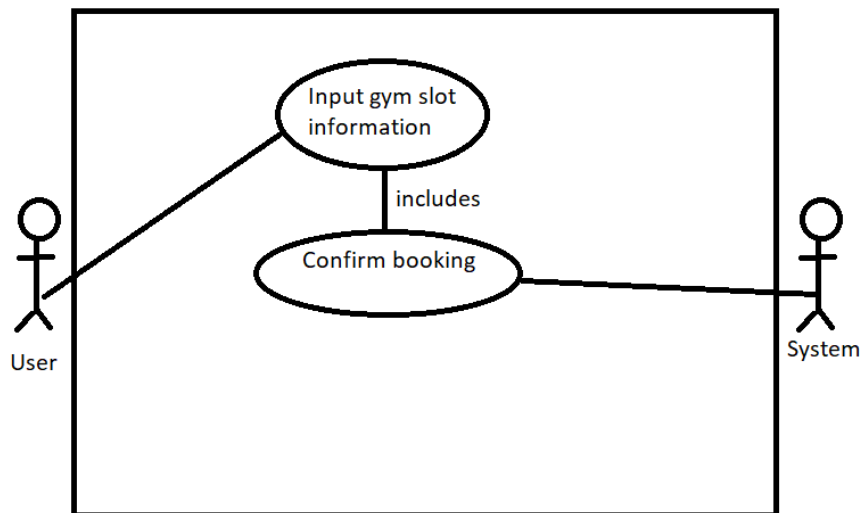 Input gym slot
information
includes
Confirm booking
User
System